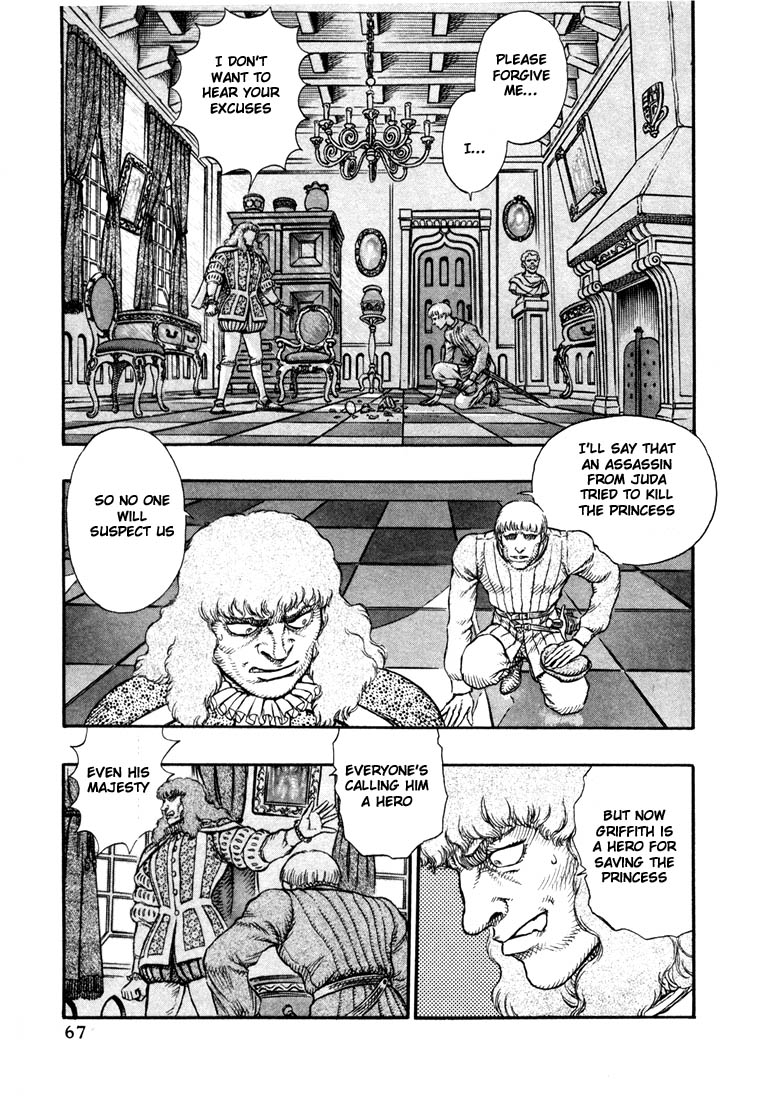 PLEASE
FORGIVE
ME...
I...
I DON'T
WANT TO
HEAR YOUR
EXCUSES
I'LL SAY THAT
AN ASSASSIN
FROM JUDA
TRIED TO KILL
THE PRINCESS
SO NO ONE
WILL
SUSPECT US
BUT NOW
GRIFFITH IS
A HERO FOR
SAVING THE
PRINCESS
EVERYONE'S
CALLING HIM
A HERO
EVEN HIS
MAJESTY
67